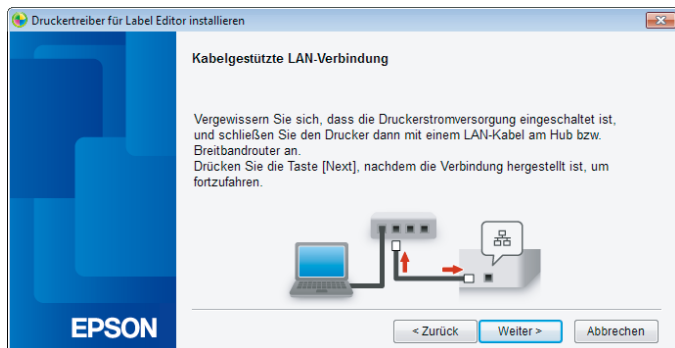 Druckertreiber für Label Editor installieren
Kabelgestützte LAN-Verbindung
Vergewissern Sie sich, dass die Druckerstromversorgung eingeschaltet ist,
und schließen Sie den Drucker dann mit einem LAN-Kabel am Hub bzw.
Breitbandrouter an.
Drücken Sie die Taste [Next], nachdem die Verbindung hergestellt ist, um
fortzufahren.
EPSON
< Zurück
Weiter >
Abbrechen